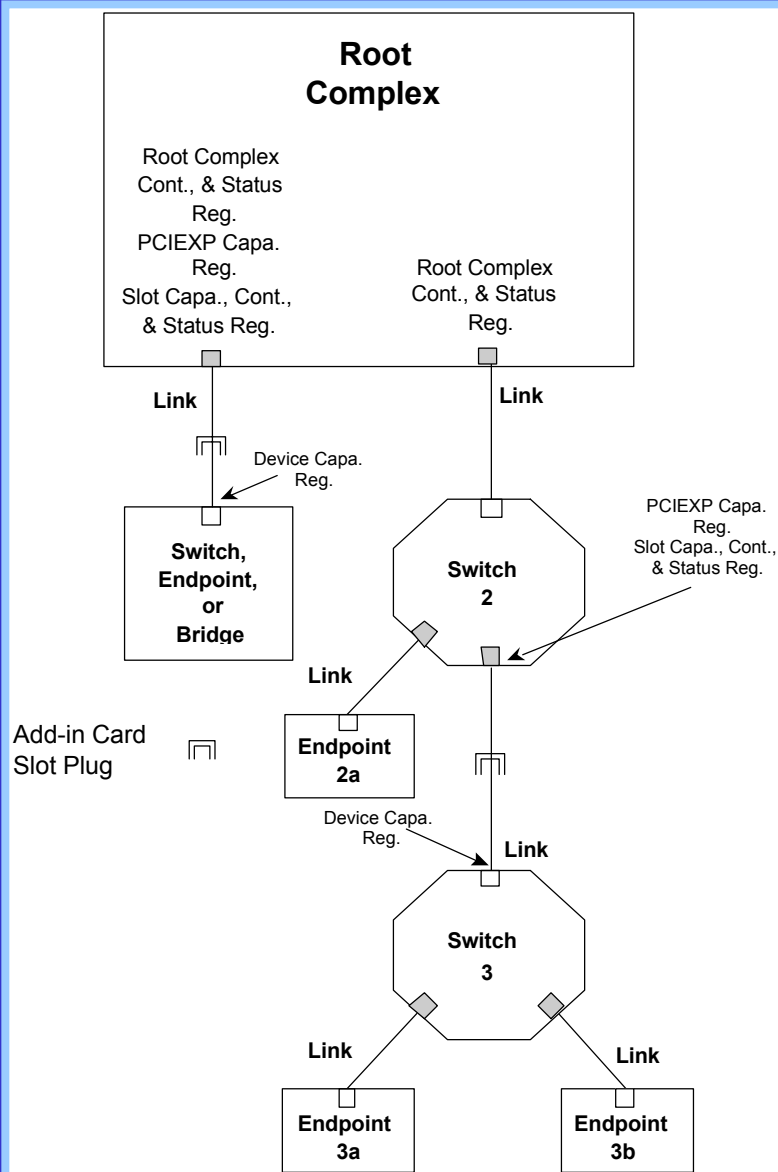 Root
Complex
Root Complex
Cont., & Status
Reg.
PCIEXP Capa.
Reg.
Slot Capa., Cont.,
& Status Reg.
Root Complex
Cont., & Status
Reg.
Link
Link
Device Capa.
Reg.
PCIEXP Capa.
Reg.
Slot Capa., Cont.,
& Status Reg.
Switch,
Endpoint,
or
Bridge
Switch
2
Link
Add-in Card
Slot Plug
Endpoint
2a
Device Capa.
Reg.
Link
Switch
3
Link
Link
Endpoint
3a
Endpoint
3b